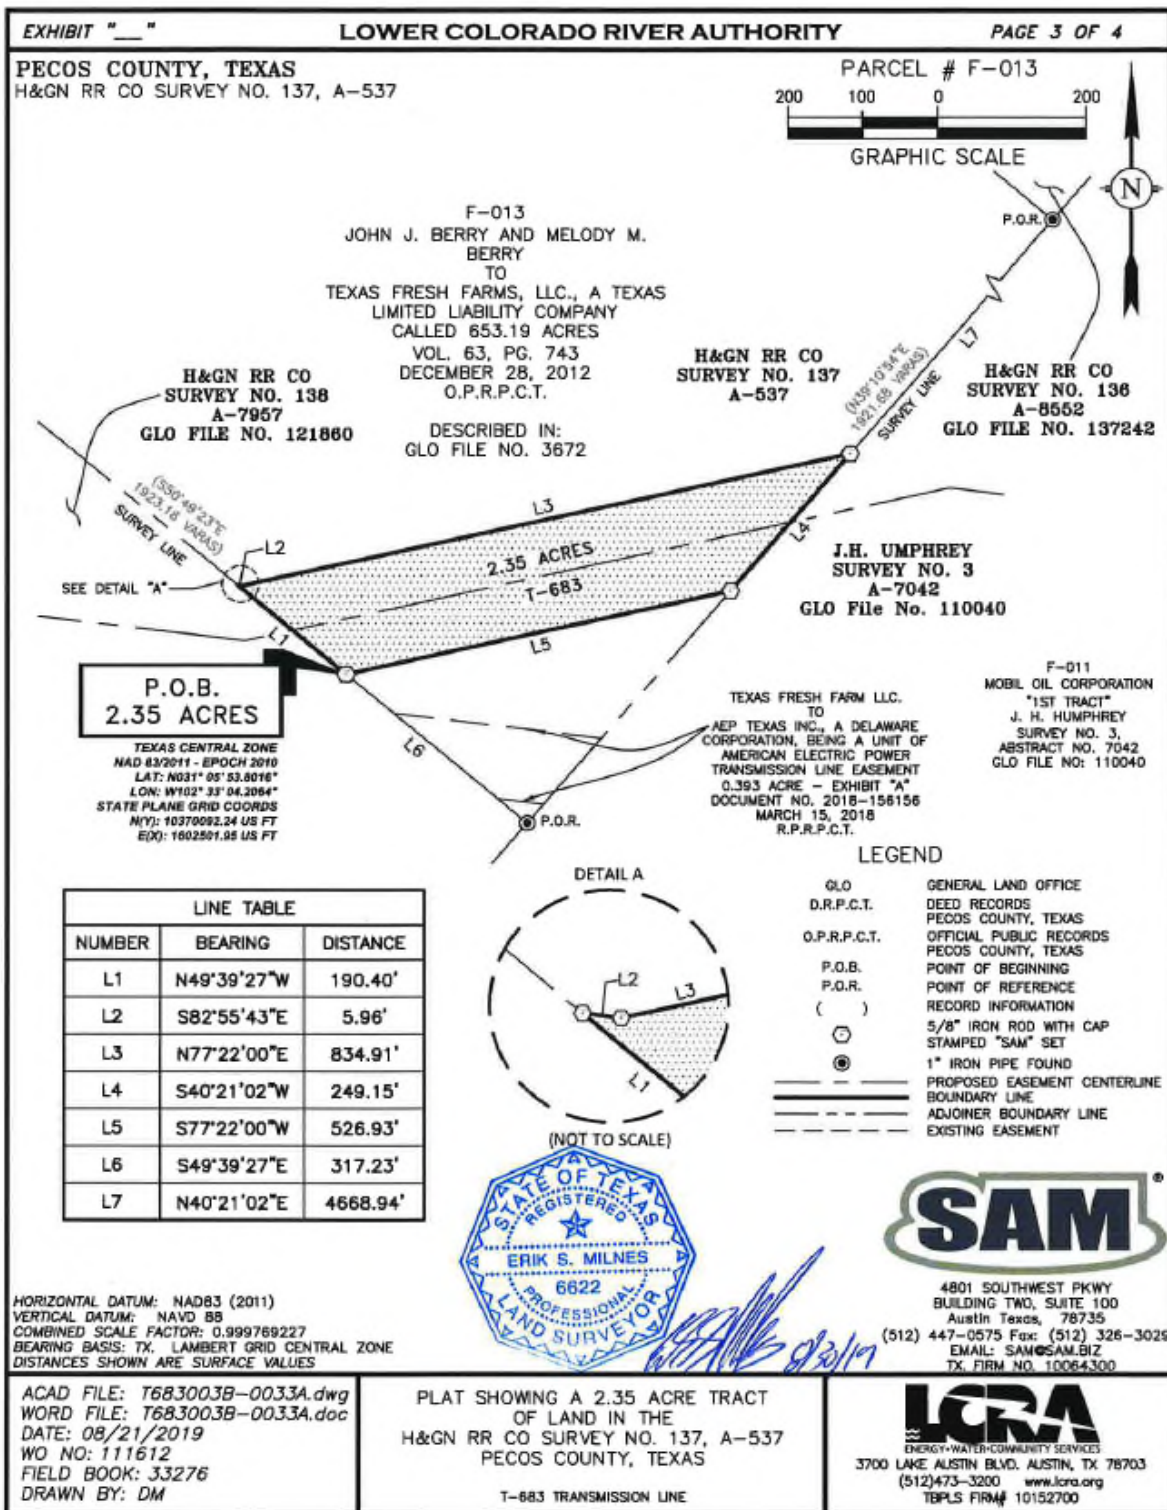 EXHIBIT "__"
LOWER COLORADO RIVER AUTHORITY
PAGE 3 OF 4
PECOS COUNTY, TEXAS
H&GN RR CO SURVEY NO. 137, A-537
PARCEL # F-013
200 100 0 200
GRAPHIC SCALE
N
P.O.R.
F-013
JOHN J. BERRY AND MELODY M.
BERRY
TO
TEXAS FRESH FARMS, LLC., A TEXAS
LIMITED LIABILITY COMPANY
CALLED 653.19 ACRES
VOL. 63, PG. 743
DECEMBER 28, 2012
O.P.R.P.C.T.
DESCRIBED IN:
GLO FILE NO. 3672
H&GN RR CO
SURVEY NO. 138
A-7957
GLO FILE NO. 121860
H&GN RR CO
SURVEY NO. 137
A-537
(N39°10'54"E
1921.68 VARAS)
SURVEY LINE
L7
H&GN RR CO
SURVEY NO. 136
A-8552
GLO FILE NO. 137242
(S50°49'23"E
1923.16 VARAS)
SURVEY LINE
L2
L3
SEE DETAIL "A"
2.35 ACRES
T-683
L4
L1
L5
J.H. UMPHREY
SURVEY NO. 3
A-7042
GLO File No. 110040
P.O.B.
2.35 ACRES
TEXAS CENTRAL ZONE
NAD 83/2011 - EPOCH 2010
LAT: N031° 05' 53.8016"
LON: W102° 33' 04.2064"
STATE PLANE GRID COORDS
N(Y): 10370092.24 US FT
E(X): 1602501.95 US FT
L6
P.O.R.
TEXAS FRESH FARM LLC.
TO
AEP TEXAS INC., A DELAWARE
CORPORATION, BEING A UNIT OF
AMERICAN ELECTRIC POWER
TRANSMISSION LINE EASEMENT
0.393 ACRE - EXHIBIT "A"
DOCUMENT NO. 2018-156156
MARCH 15, 2018
R.P.R.P.C.T.
F-011
MOBIL OIL CORPORATION
"1ST TRACT"
J. H. HUMPHREY
SURVEY NO. 3,
ABSTRACT NO. 7042
GLO FILE NO: 110040
LINE TABLE
NUMBER BEARING DISTANCE
L1 N49°39'27"W 190.40'
L2 S82°55'43"E 5.96'
L3 N77°22'00"E 834.91'
L4 S40°21'02"W 249.15'
L5 S77°22'00"W 526.93'
L6 S49°39'27"E 317.23'
L7 N40°21'02"E 4668.94'
DETAIL A
L2
L3
L1
(NOT TO SCALE)
LEGEND
GLO GENERAL LAND OFFICE
D.R.P.C.T. DEED RECORDS
PECOS COUNTY, TEXAS
O.P.R.P.C.T. OFFICIAL PUBLIC RECORDS
PECOS COUNTY, TEXAS
P.O.B. POINT OF BEGINNING
P.O.R. POINT OF REFERENCE
( ) RECORD INFORMATION
5/8" IRON ROD WITH CAP
STAMPED "SAM" SET
1" IRON PIPE FOUND
PROPOSED EASEMENT CENTERLINE
BOUNDARY LINE
ADJOINER BOUNDARY LINE
EXISTING EASEMENT
STATE OF TEXAS
REGISTERED
ERIK S. MILNES
6622
PROFESSIONAL
LAND SURVEYOR
8/30/19
SAM®
4801 SOUTHWEST PKWY
BUILDING TWO, SUITE 100
Austin Texas, 78735
(512) 447-0575 Fax: (512) 326-3029
EMAIL: SAM@SAM.BIZ
TX. FIRM NO. 10064300
HORIZONTAL DATUM: NAD83 (2011)
VERTICAL DATUM: NAVD 88
COMBINED SCALE FACTOR: 0.999769227
BEARING BASIS: TX. LAMBERT GRID CENTRAL ZONE
DISTANCES SHOWN ARE SURFACE VALUES
ACAD FILE: T683003B-0033A.dwg
WORD FILE: T683003B-0033A.doc
DATE: 08/21/2019
WO NO: 111612
FIELD BOOK: 33276
DRAWN BY: DM
PLAT SHOWING A 2.35 ACRE TRACT
OF LAND IN THE
H&GN RR CO SURVEY NO. 137, A-537
PECOS COUNTY, TEXAS
T-683 TRANSMISSION LINE
LCRA
ENERGY•WATER•COMMUNITY SERVICES
3700 LAKE AUSTIN BLVD. AUSTIN, TX 78703
(512)473-3200 www.lcra.org
TBPLS FIRM# 10152700